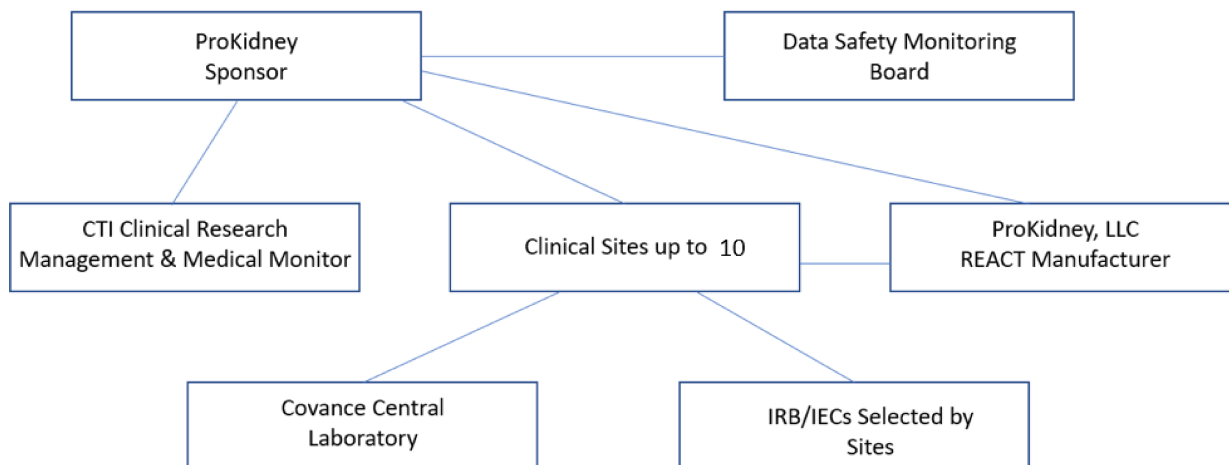 ProKidney
Sponsor
Data Safety Monitoring
Board
CTI Clinical Research
Management & Medical Monitor
Clinical Sites up to 10
ProKidney, LLC
REACT Manufacturer
Covance Central
Laboratory
IRB/IECs Selected by
Sites